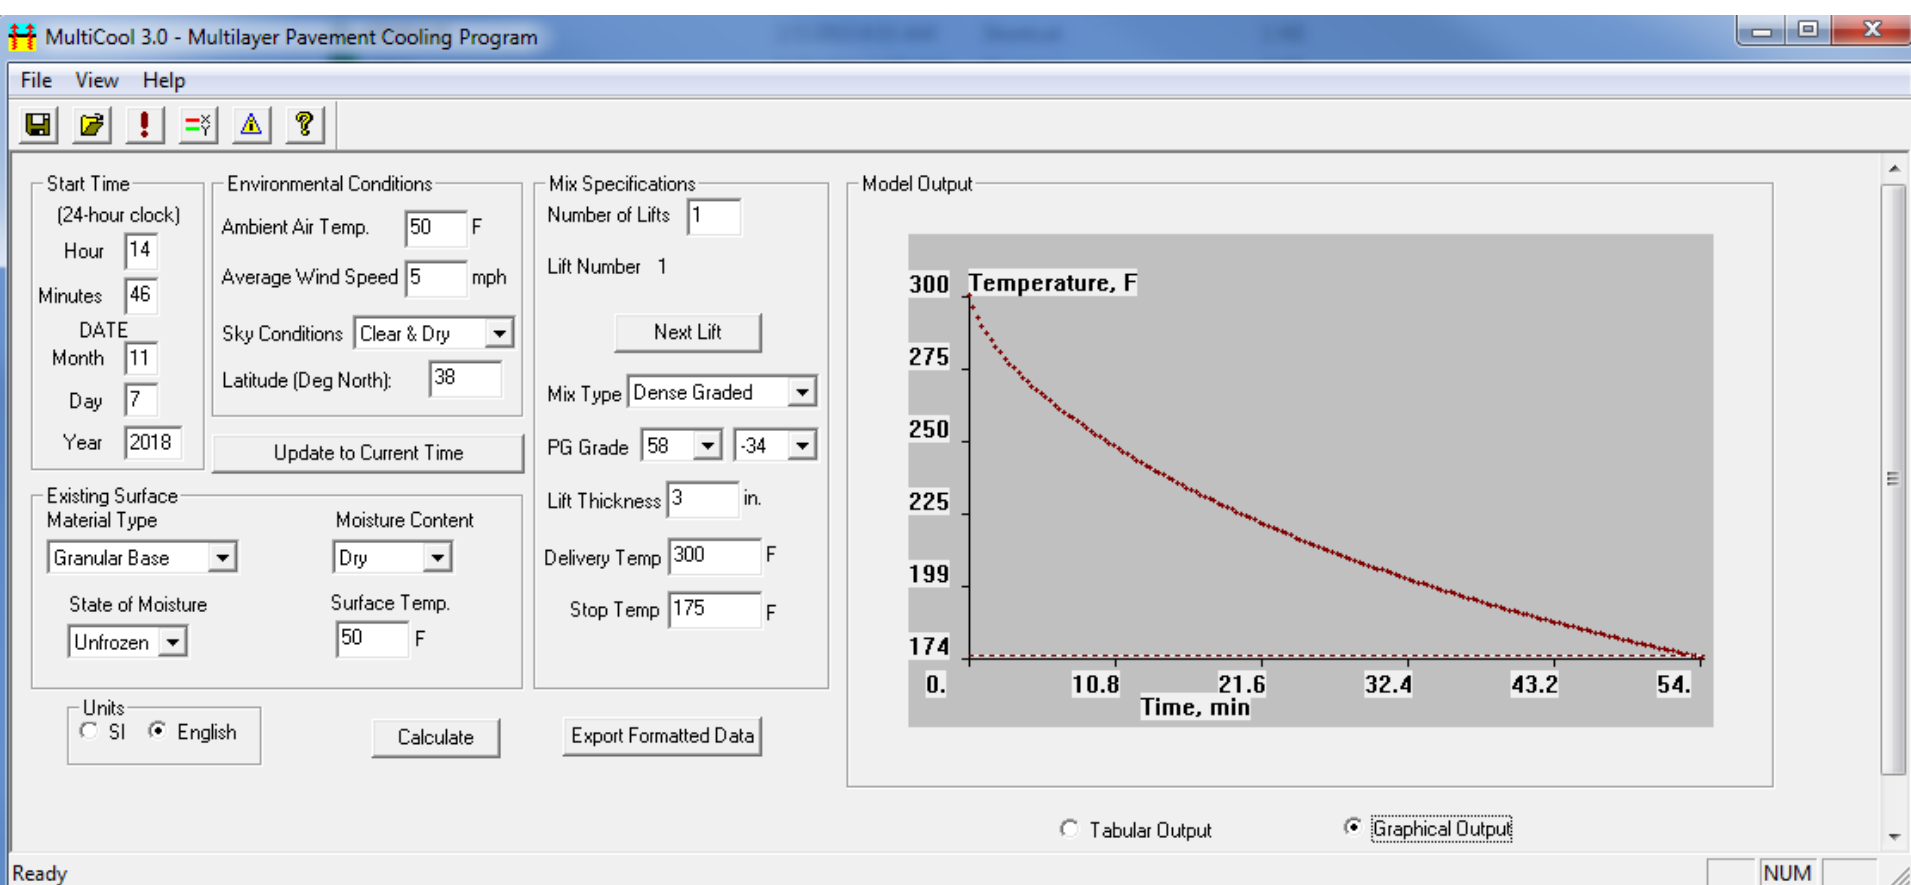 MultiCool 3.0 - Multilayer Pavement Cooling Program
File View Help
Start Time
(24-hour clock)
Hour 14
Minutes 46
DATE
Month 11
Day 7
Year 2018
Environmental Conditions
Ambient Air Temp. 50 F
Average Wind Speed 5 mph
Sky Conditions Clear & Dry
Latitude (Deg North): 38
Update to Current Time
Existing Surface
Material Type
Granular Base
Moisture Content
Dry
State of Moisture
Unfrozen
Surface Temp.
50 F
Units
SI English
Calculate
Mix Specifications
Number of Lifts 1
Lift Number 1
Next Lift
Mix Type Dense Graded
PG Grade 58 -34
Lift Thickness 3 in.
Delivery Temp 300 F
Stop Temp 175 F
Export Formatted Data
Model Output
300 Temperature, F
275
250
225
199
174
0. 10.8 21.6 32.4 43.2 54.
Time, min
Tabular Output Graphical Output
Ready NUM